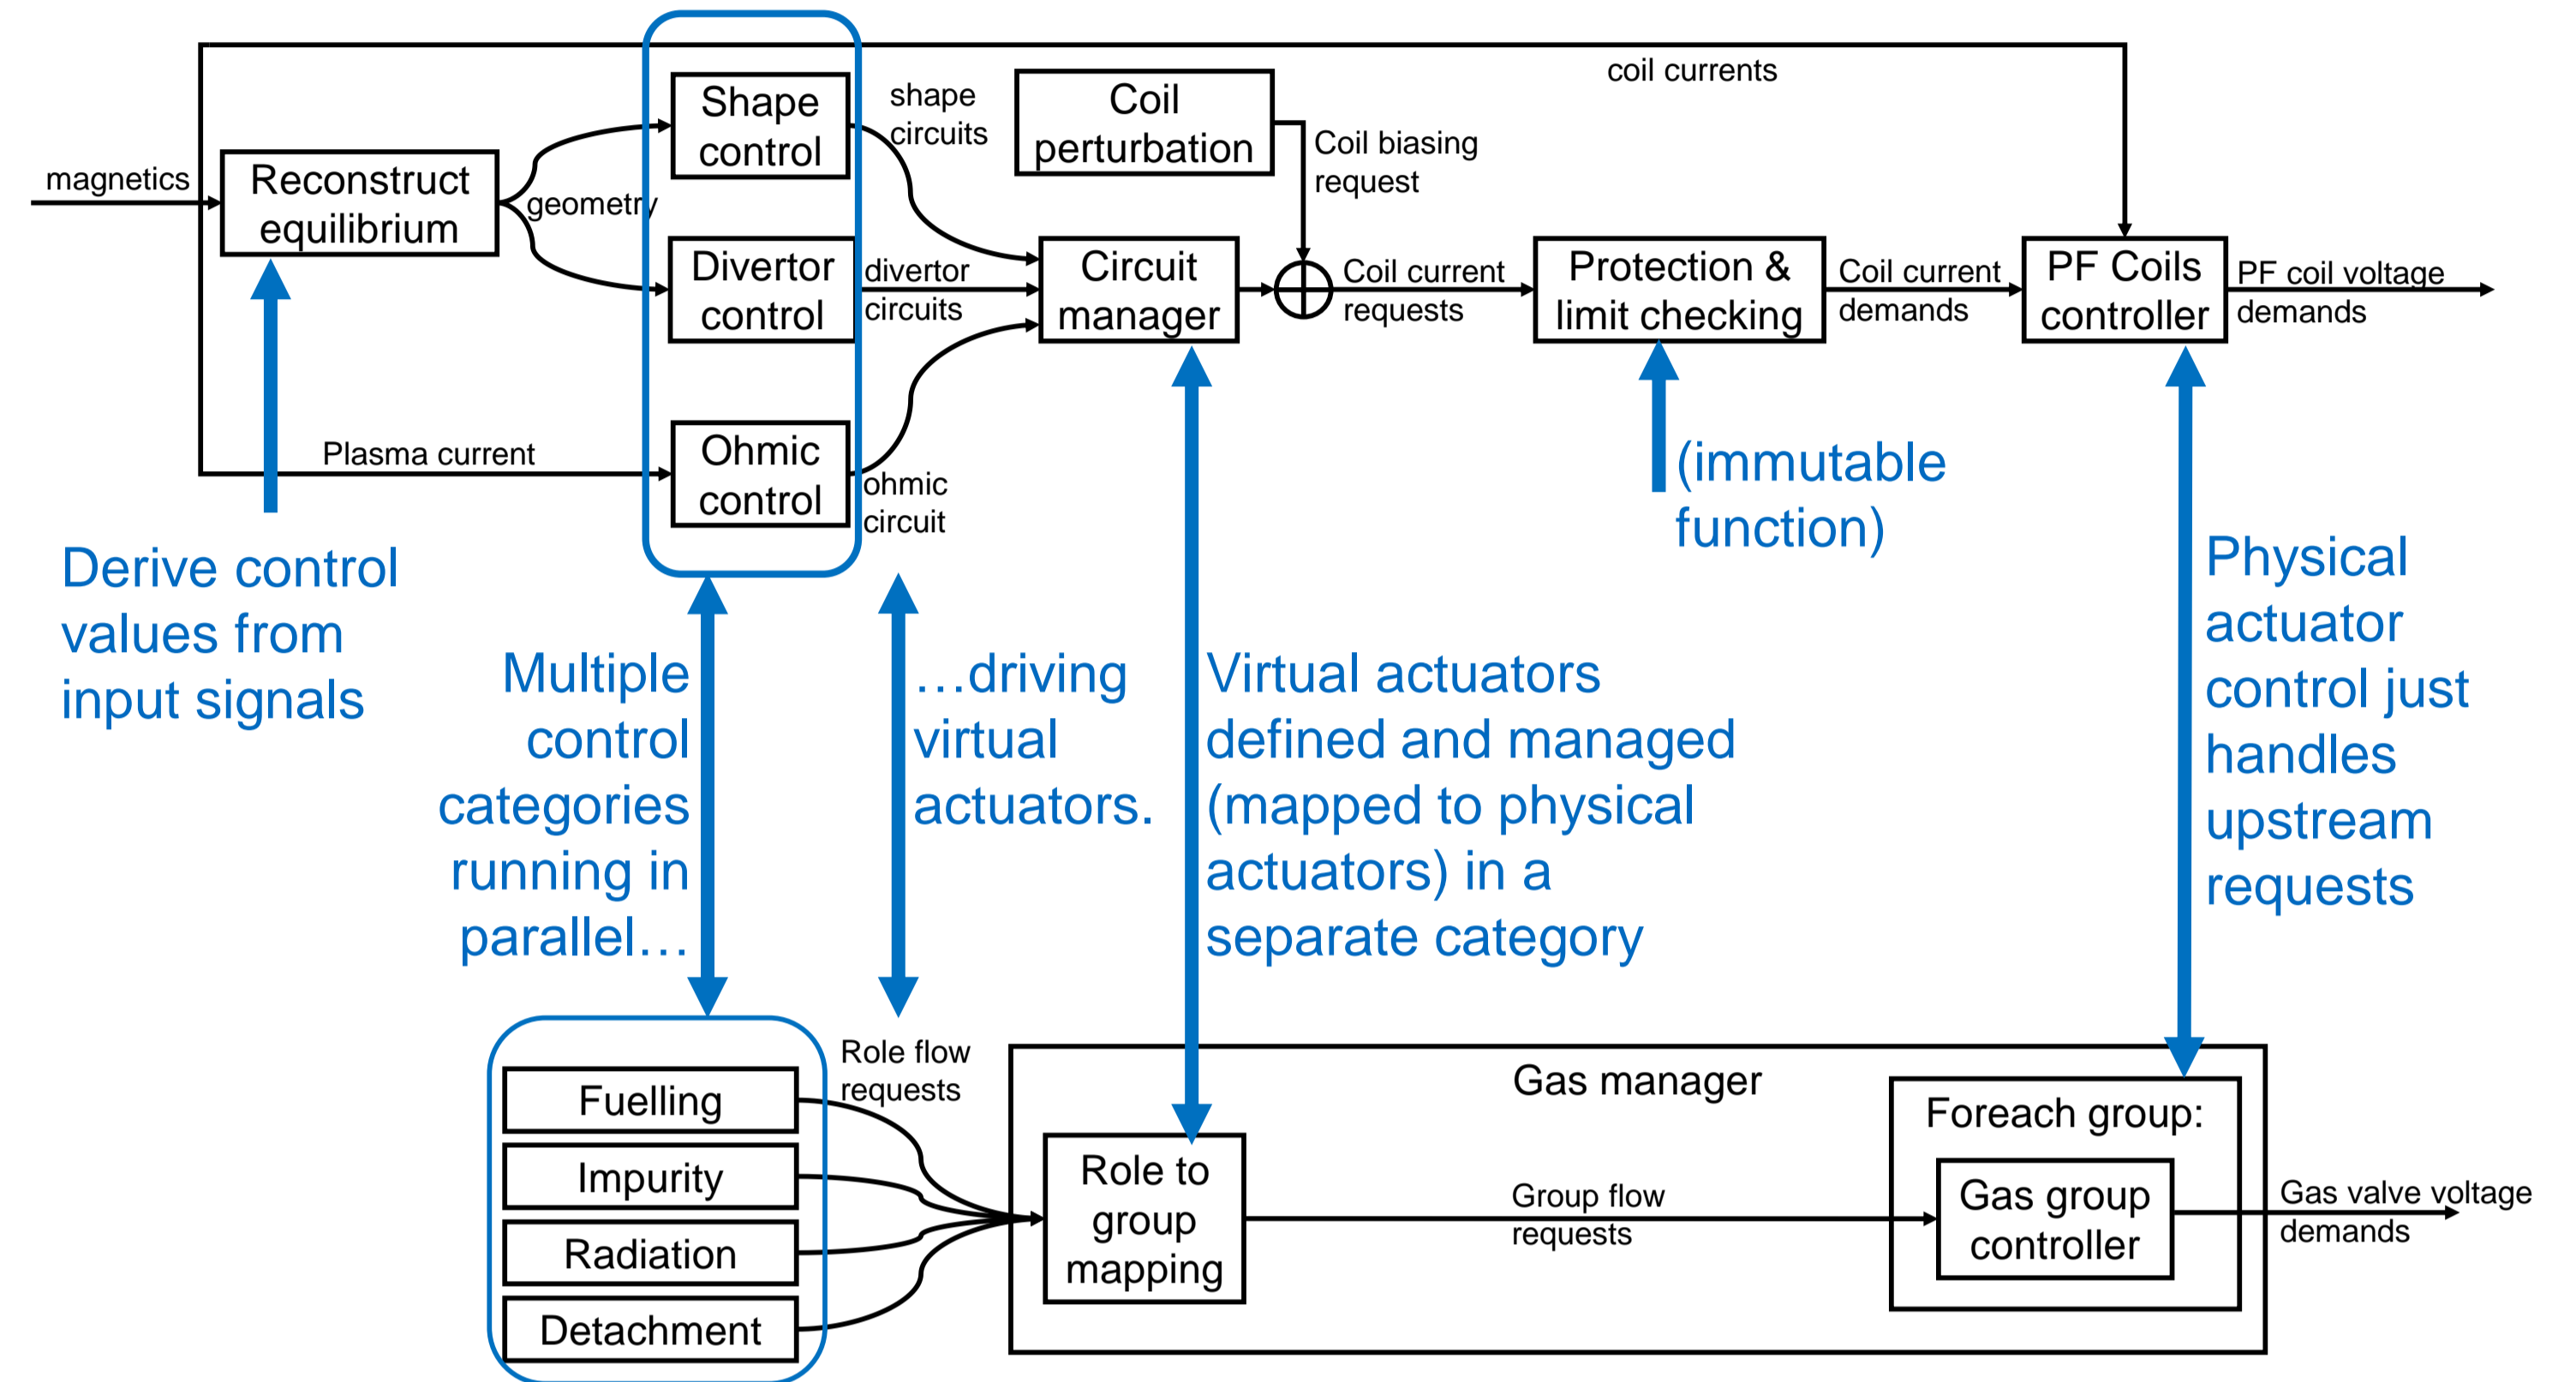 coil currents
Shape
control
shape
circuits
Coil
perturbation
Coil biasing
request
magnetics
Reconstruct
equilibrium
geometry
Divertor
control
divertor
circuits
Circuit
manager
Coil current
requests
Protection &
limit checking
Coil current
demands
PF Coils
controller
PF coil voltage
demands
Plasma current
Ohmic
control
ohmic
circuit
(immutable
function)
Derive control
values from
input signals
Multiple
control
categories
running in
parallel…
…driving
virtual
actuators.
Virtual actuators
defined and managed
(mapped to physical
actuators) in a
separate category
Physical
actuator
control just
handles
upstream
requests
Fuelling
Impurity
Radiation
Detachment
Role flow
requests
Gas manager
Role to
group
mapping
Group flow
requests
Foreach group:
Gas group
controller
Gas valve voltage
demands